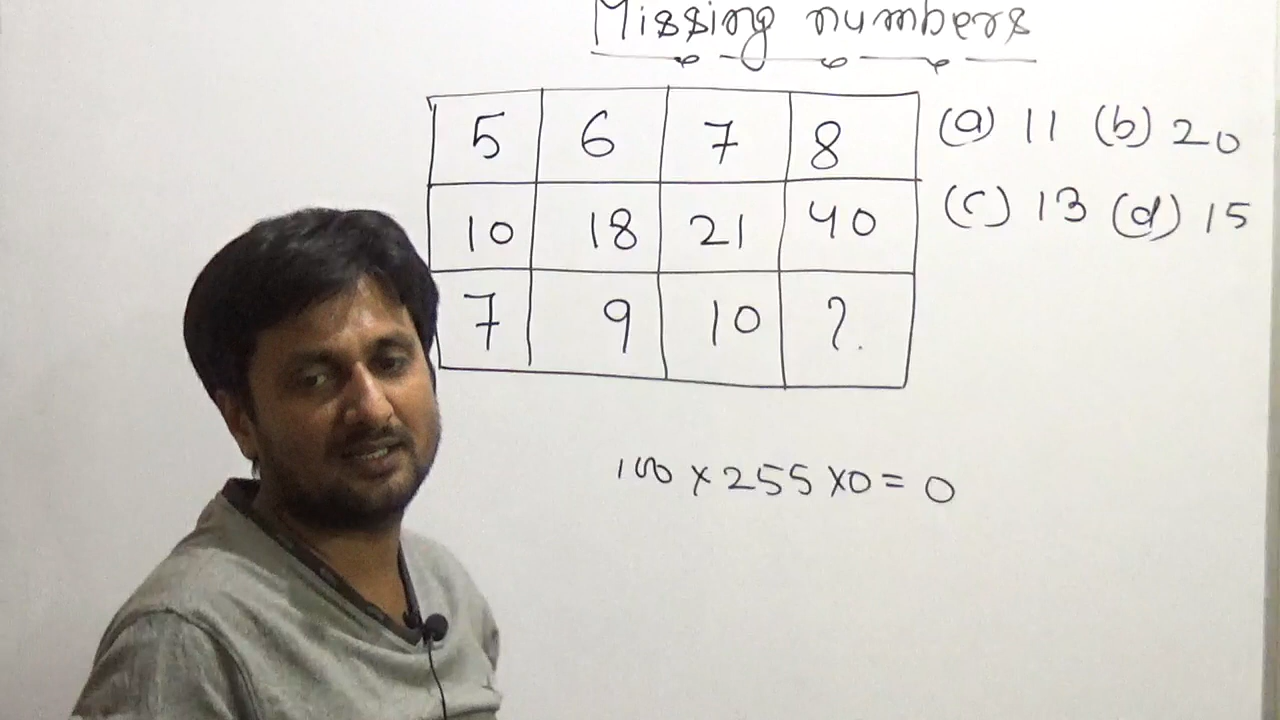 Missing numbers
5 6 7 8 (a) 11 (b) 20
10 18 21 40 (c) 13 (d) 15
7 9 10 ?
100 x 255 x 0 = 0